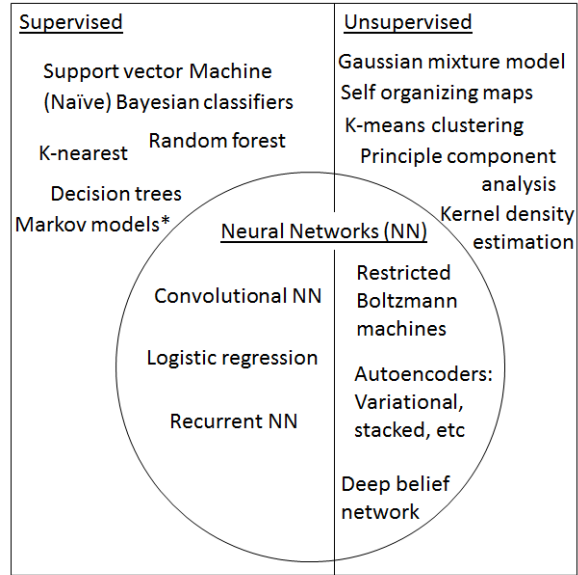 Supervised
Support vector Machine
(Naïve) Bayesian classifiers
Random forest
K-nearest
Decision trees
Markov models*
Unsupervised
Gaussian mixture model
Self organizing maps
K-means clustering
Principle component
analysis
Kernel density
estimation
Neural Networks (NN)
Convolutional NN
Logistic regression
Recurrent NN
Restricted
Boltzmann
machines
Autoencoders:
Variational,
stacked, etc
Deep belief
network